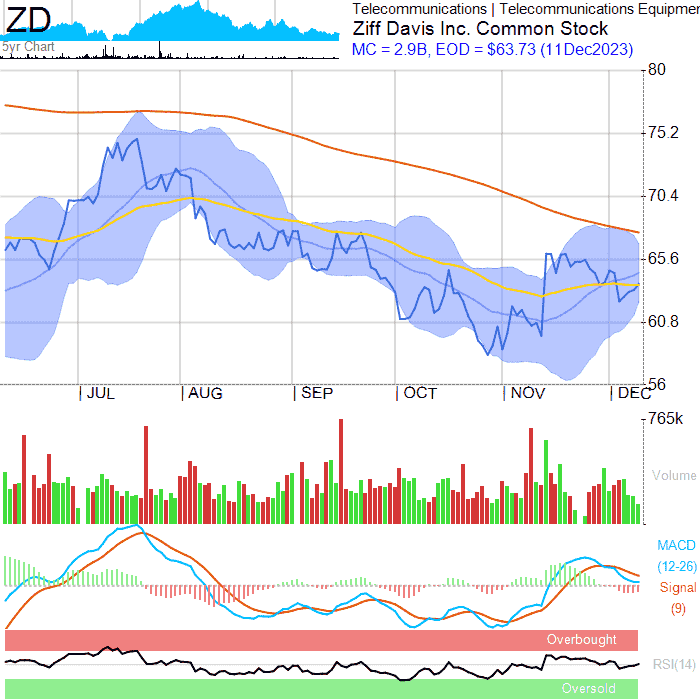 ZD
5yr Chart
Telecommunications | Telecommunications Equipmen
Ziff Davis Inc. Common Stock
MC = 2.9B, EOD = $63.73 (11Dec2023)
80
75.2
70.4
65.6
60.8
56
JUL
AUG
SEP
OCT
NOV
DEC
765k
Volume
MACD
(12-26)
Signal
(9)
Overbought
RSI(14)
Oversold